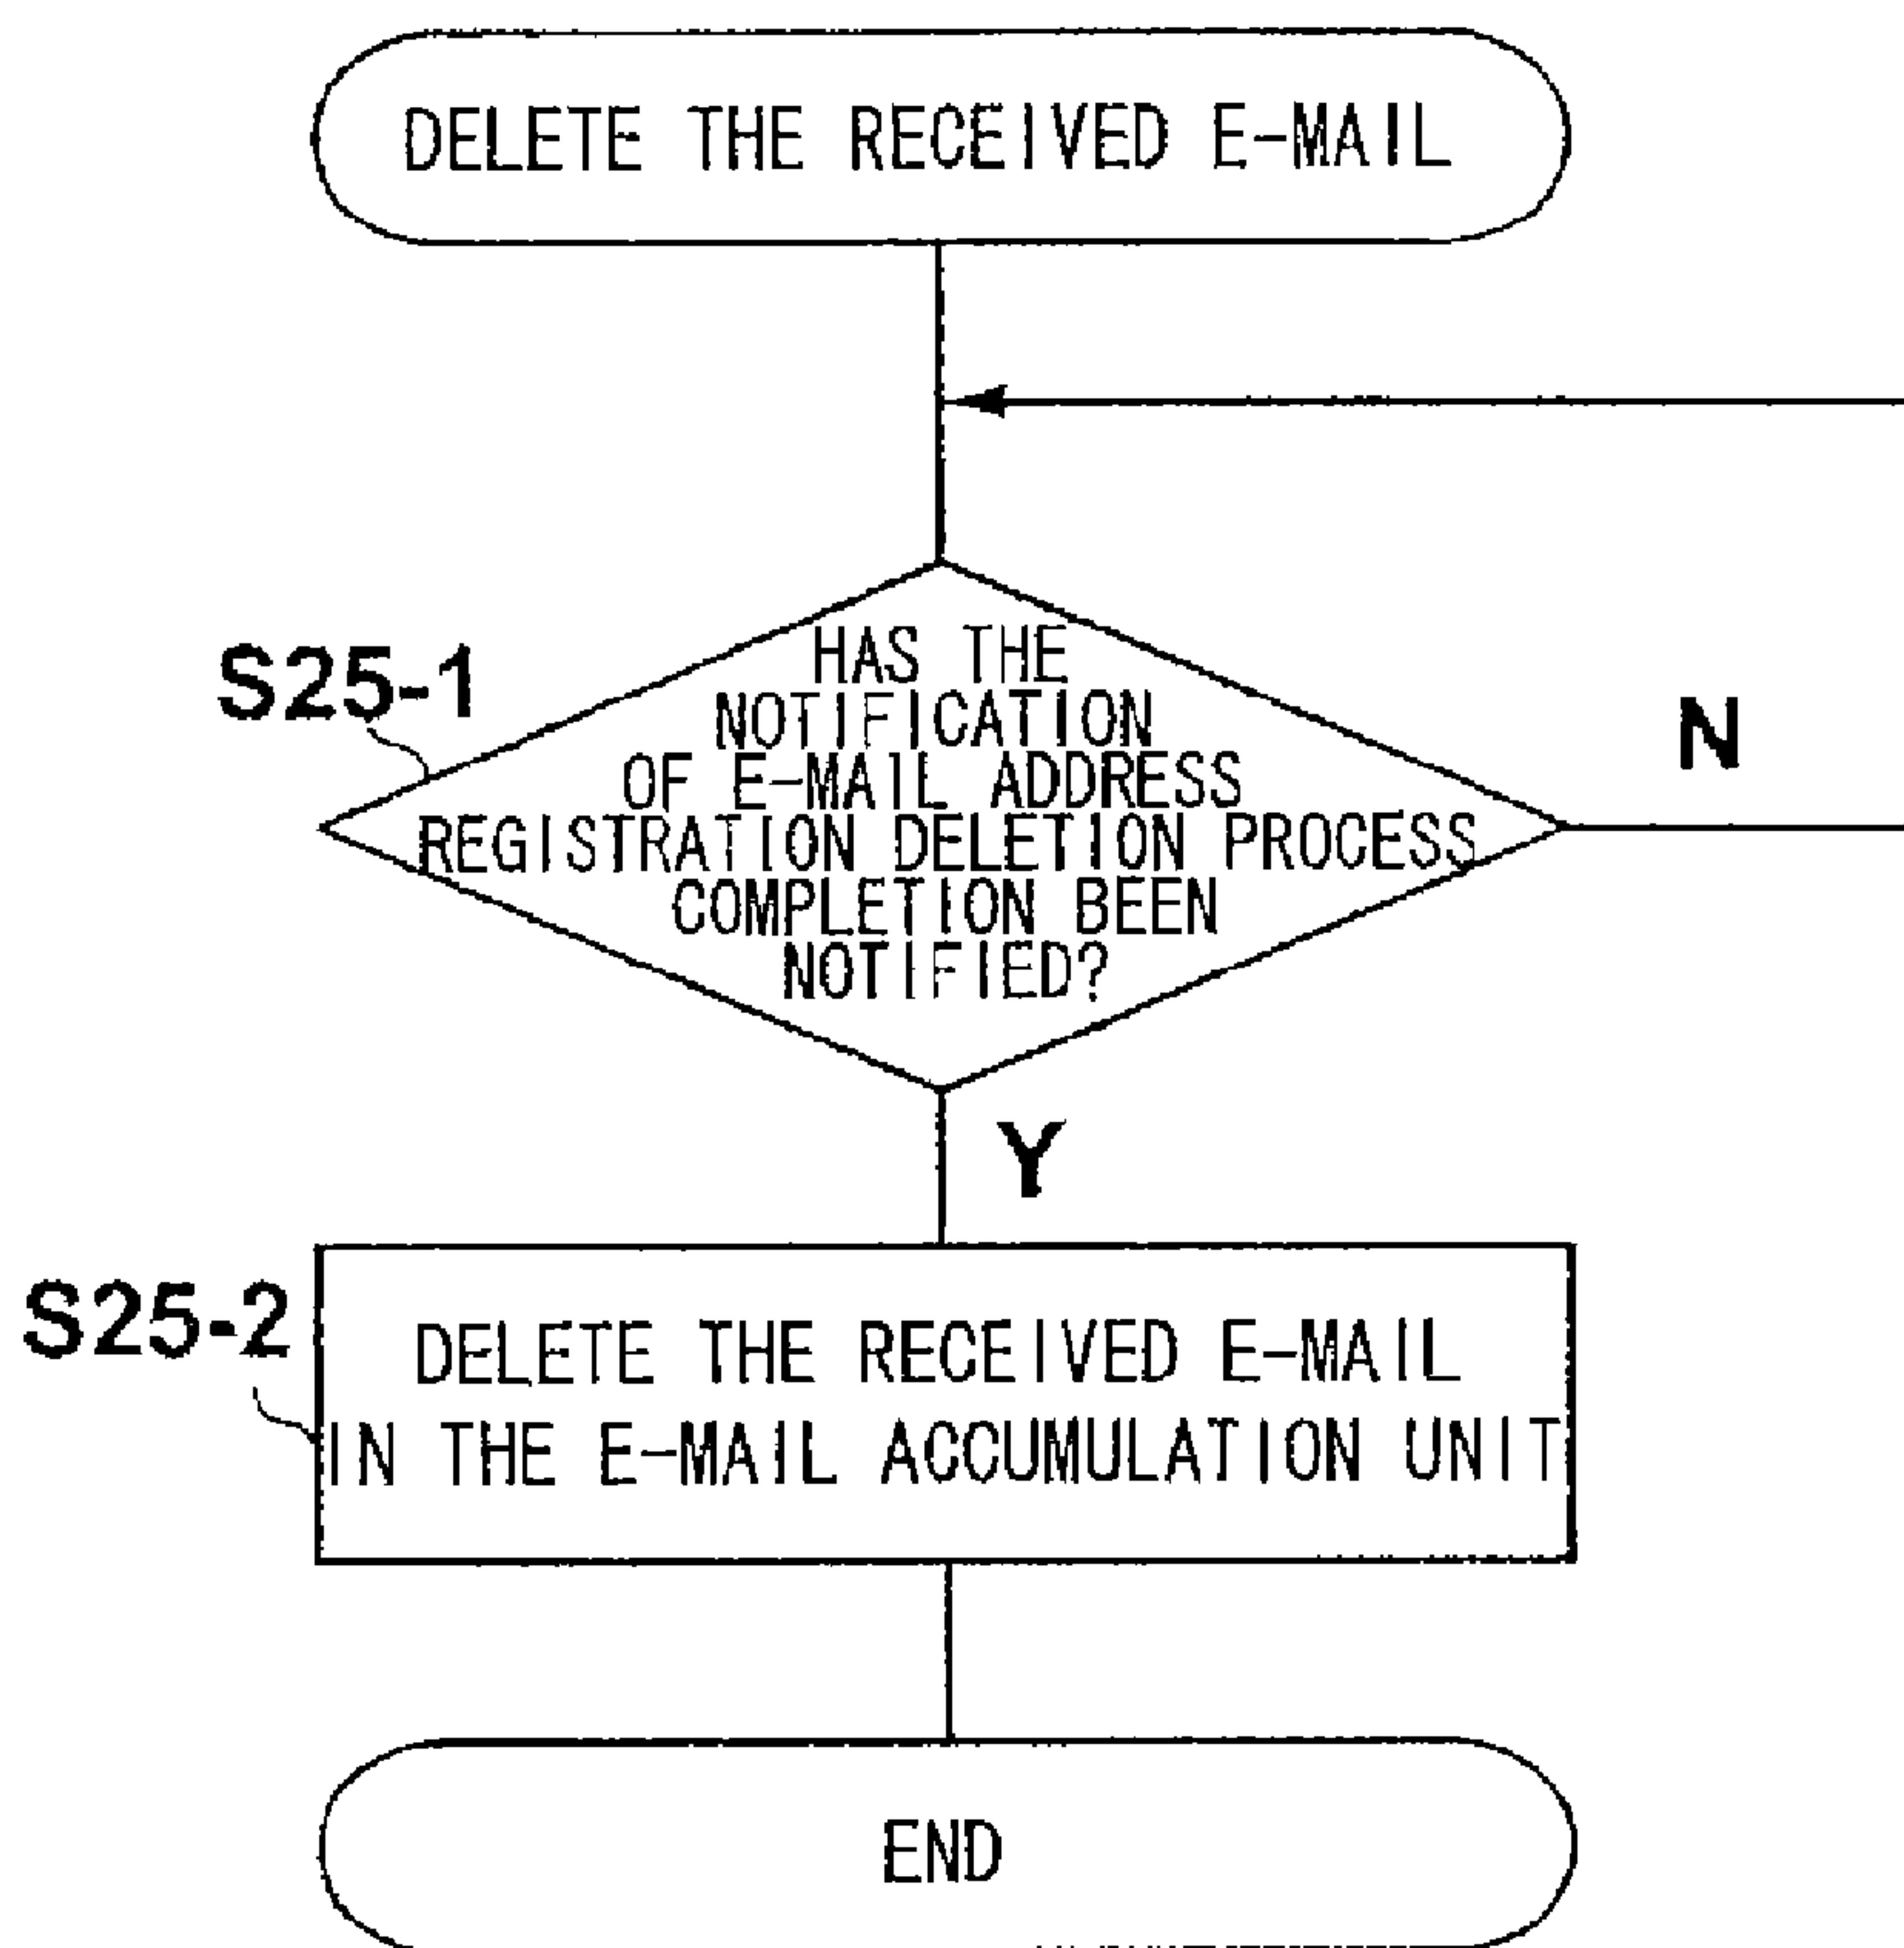 DELETE THE RECEIVED E-MAIL
S25-1
HAS THE
NOTIFICATION
OF E-MAIL ADDRESS
REGISTRATION DELETION PROCESS
COMPLETION BEEN
NOTIFIED?
N
Y
S25-2
DELETE THE RECEIVED E-MAIL
IN THE E-MAIL ACCUMULATION UNIT
END